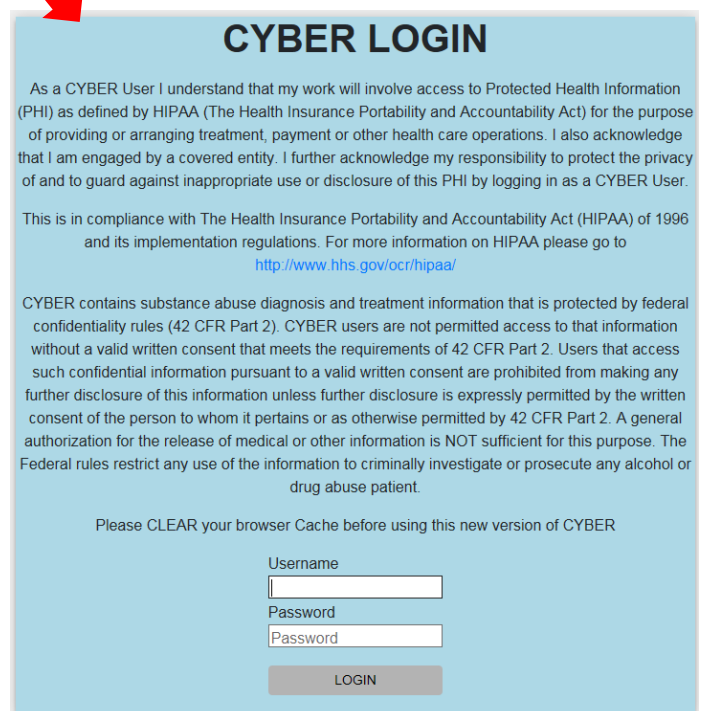 CYBER LOGIN
As a CYBER User I understand that my work will involve access to Protected Health Information
(PHI) as defined by HIPAA (The Health Insurance Portability and Accountability Act) for the purpose
of providing or arranging treatment, payment or other health care operations. I also acknowledge
that I am engaged by a covered entity. I further acknowledge my responsibility to protect the privacy
of and to guard against inappropriate use or disclosure of this PHI by logging in as a CYBER User.
This is in compliance with The Health Insurance Portability and Accountability Act (HIPAA) of 1996
and its implementation regulations. For more information on HIPAA please go to
http://www.hhs.gov/ocr/hipaa/
CYBER contains substance abuse diagnosis and treatment information that is protected by federal
confidentiality rules (42 CFR Part 2). CYBER users are not permitted access to that information
without a valid written consent that meets the requirements of 42 CFR Part 2. Users that access
such confidential information pursuant to a valid written consent are prohibited from making any
further disclosure of this information unless further disclosure is expressly permitted by the written
consent of the person to whom it pertains or as otherwise permitted by 42 CFR Part 2. A general
authorization for the release of medical or other information is NOT sufficient for this purpose. The
Federal rules restrict any use of the information to criminally investigate or prosecute any alcohol or
drug abuse patient.
Please CLEAR your browser Cache before using this new version of CYBER
Username
Password
Password
LOGIN